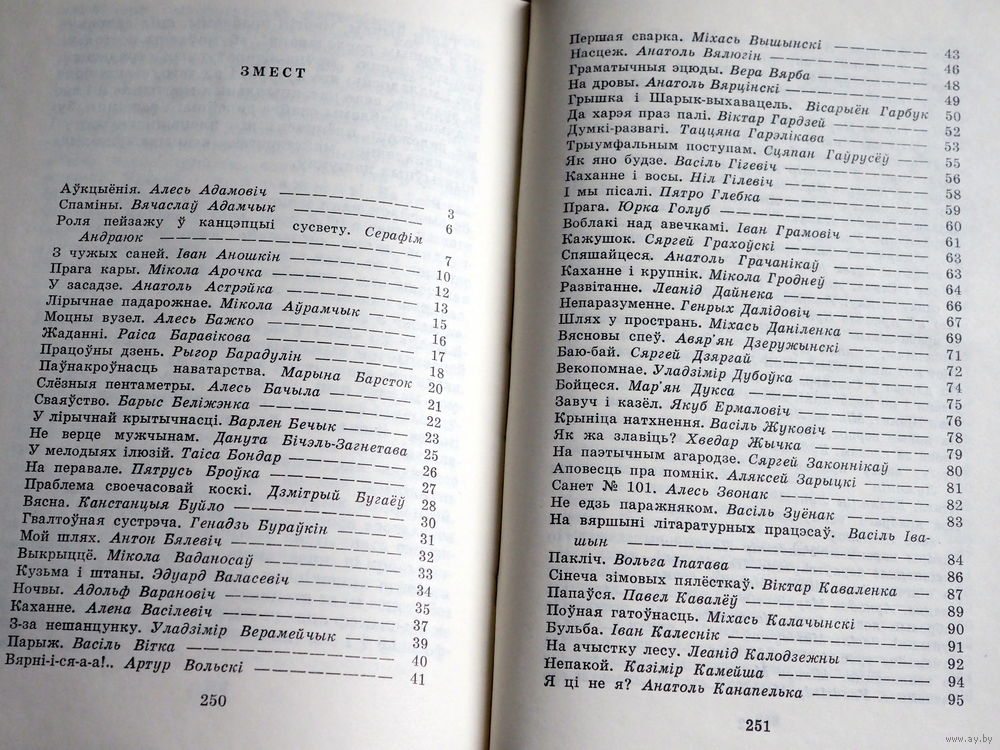 ЗМЕСТ
Аўкцыёнія. Алесь Адамовіч — 3
Спаміны. Вячаслаў Адамчык — 6
Роля пейзажу ў канцэпцыі сусвету. Серафім
Андраюк — 7
З чужых саней. Іван Аношкін — 10
Прага кары. Мікола Арочка — 12
У засадзе. Анатоль Астрэйка — 13
Лірычнае падарожнае. Мікола Аўрамчык — 15
Моцны вузел. Алесь Бажко — 16
Жаданні. Раіса Баравікова — 17
Працоўны дзень. Рыгор Барадулін — 18
Паўнакроўнасць наватарства. Марына Барсток 20
Слёзныя пентаметры. Алесь Бачыла — 21
Сваяўство. Барыс Беліжэнка — 22
У лірычнай крытычнасці. Варлен Бечык — 23
Не верце мужчынам. Данута Бічэль-Загнетава 25
У мелодыях ілюзій. Таіса Бондар — 26
На перавале. Пятрусь Броўка — 27
Праблема своечасовай коскі. Дзмітрый Бугаёў 28
Вясна. Канстанцыя Буйло — 30
Гвалтоўная сустрэча. Генадзь Бураўкін — 31
Мой шлях. Антон Бялевіч — 32
Выкрыццё. Мікола Ваданосаў — 33
Кузьма і штаны. Эдуард Валасевіч — 34
Ночвы. Адольф Варановіч — 35
Каханне. Алена Васілевіч — 37
З-за нешанцунку. Уладзімір Верамейчык — 39
Парыж. Васіль Вітка — 40
Вярні-і-ся-а-а!.. Артур Вольскі — 41
250
Першая сварка. Міхась Вышынскі — 43
Насцеж. Анатоль Вялюгін — 46
Граматычныя эцюды. Вера Вярба — 48
На дровы. Анатоль Вярцінскі — 49
Грышка і Шарык-выхавацель. Вісарыён Гарбук 50
Да харэя праз палі. Віктар Гардзей — 52
Думкі-развагі. Таццяна Гарэлікава — 53
Трыумфальным поступам. Сцяпан Гаўрусёў — 55
Як яно будзе. Васіль Гігевіч — 56
Каханне і восы. Ніл Гілевіч — 58
І мы пісалі. Пятро Глебка — 59
Прага. Юрка Голуб — 60
Воблакі над авечкамі. Іван Грамовіч — 61
Кажушок. Сяргей Грахоўскі — 63
Спяшайцеся. Анатоль Грачанікаў — 63
Каханне і крупнік. Мікола Гроднеў — 64
Развітанне. Леанід Дайнека — 66
Непаразуменне. Генрых Далідовіч — 67
Шлях у пространь. Міхась Даніленка — 69
Вясновы спеў. Авяр'ян Дзеружынскі — 71
Баю-бай. Сяргей Дзяргай — 72
Векопомнае. Уладзімір Дубоўка — 74
Бойцеся. Мар'ян Дукса — 75
Завуч і казёл. Якуб Ермаловіч — 76
Крыніца натхнення. Васіль Жуковіч — 78
Як жа злавіць? Хведар Жычка — 79
На паэтычным агародзе. Сяргей Законнікаў — 80
Аповесць пра помнік. Аляксей Зарыцкі — 81
Санет № 101. Алесь Звонак — 82
Не едзь паражняком. Васіль Зуёнак — 83
На вяршыні літаратурных працэсаў. Васіль Іва-
шын — 84
Пакліч. Вольга Іпатава — 86
Сінеча зімовых пялёсткаў. Віктар Каваленка — 87
Папаўся. Павел Кавалёў — 89
Поўная гатоўнасць. Міхась Калачынскі — 90
Бульба. Іван Калеснік — 91
На ачыстку лесу. Леанід Калодзежны — 92
Непакой. Казімір Камейша — 94
Я ці не я? Анатоль Канапелька — 95
251
www.ay.by